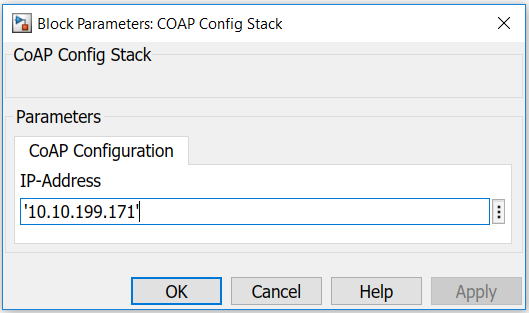 Block Parameters: COAP Config Stack
CoAP Config Stack
Parameters
CoAP Configuration
IP-Address
'10.10.199.171'
OK Cancel Help Apply